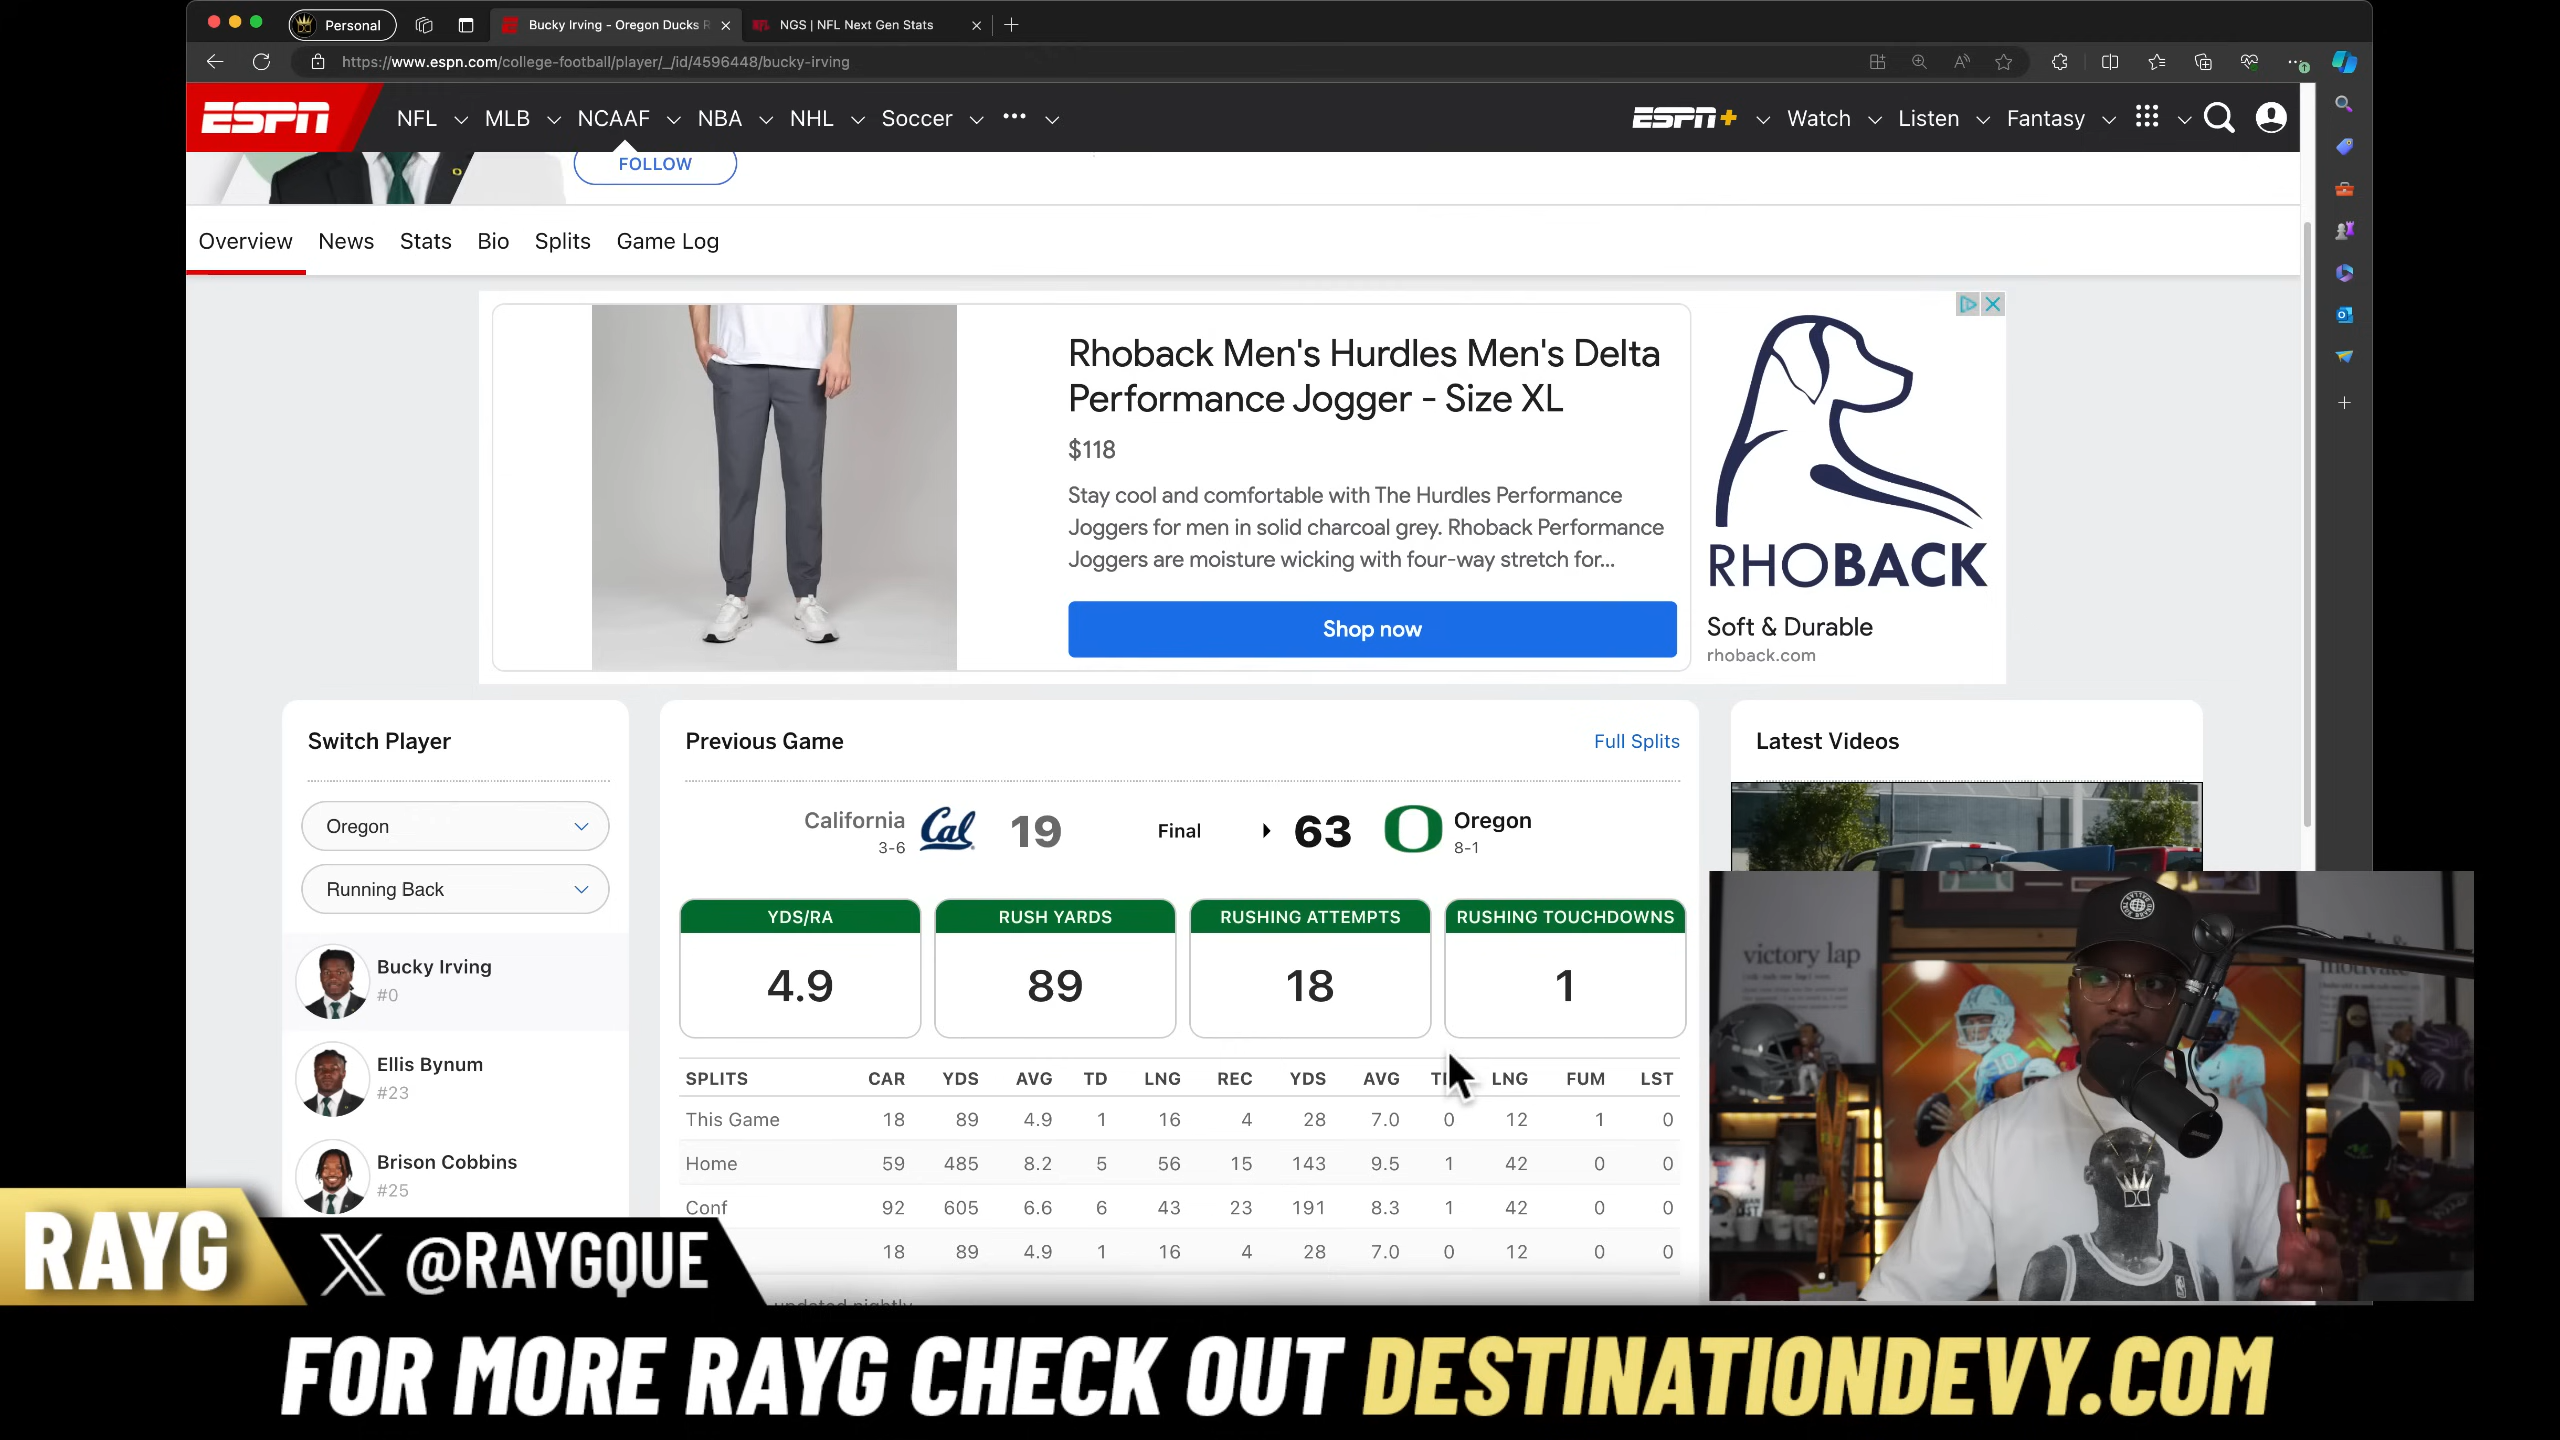 Personal
Bucky Irving - Oregon Ducks R
NGS | NFL Next Gen Stats
https://www.espn.com/college-football/player/_/id/4596448/bucky-irving
ESPN
NFL MLB NCAAF NBA NHL Soccer
ESPN+ Watch Listen Fantasy
FOLLOW
Overview News Stats Bio Splits Game Log
Rhoback Men's Hurdles Men's Delta
Performance Jogger - Size XL
$118
Stay cool and comfortable with The Hurdles Performance
Joggers for men in solid charcoal grey. Rhoback Performance
Joggers are moisture wicking with four-way stretch for...
Shop now
RHOBACK
Soft & Durable
rhoback.com
Switch Player
Oregon
Running Back
Bucky Irving
#0
Ellis Bynum
#23
Brison Cobbins
#25
Previous Game
Full Splits
California
3-6
Cal
19
Final
63
O
Oregon
8-1
YDS/RA RUSH YARDS RUSHING ATTEMPTS RUSHING TOUCHDOWNS
4.9 89 18 1
SPLITS CAR YDS AVG TD LNG REC YDS AVG LNG FUM LST
This Game 18 89 4.9 1 16 4 28 7.0 0 12 1 0
Home 59 485 8.2 5 56 15 143 9.5 1 42 0 0
Conf 92 605 6.6 6 43 23 191 8.3 1 42 0 0
18 89 4.9 1 16 4 28 7.0 0 12 0 0
updated nightly
Latest Videos
victory lap
motivate
DC
RAYG
X @RAYGQUE
FOR MORE RAYG CHECK OUT DESTINATIONDEVY.COM